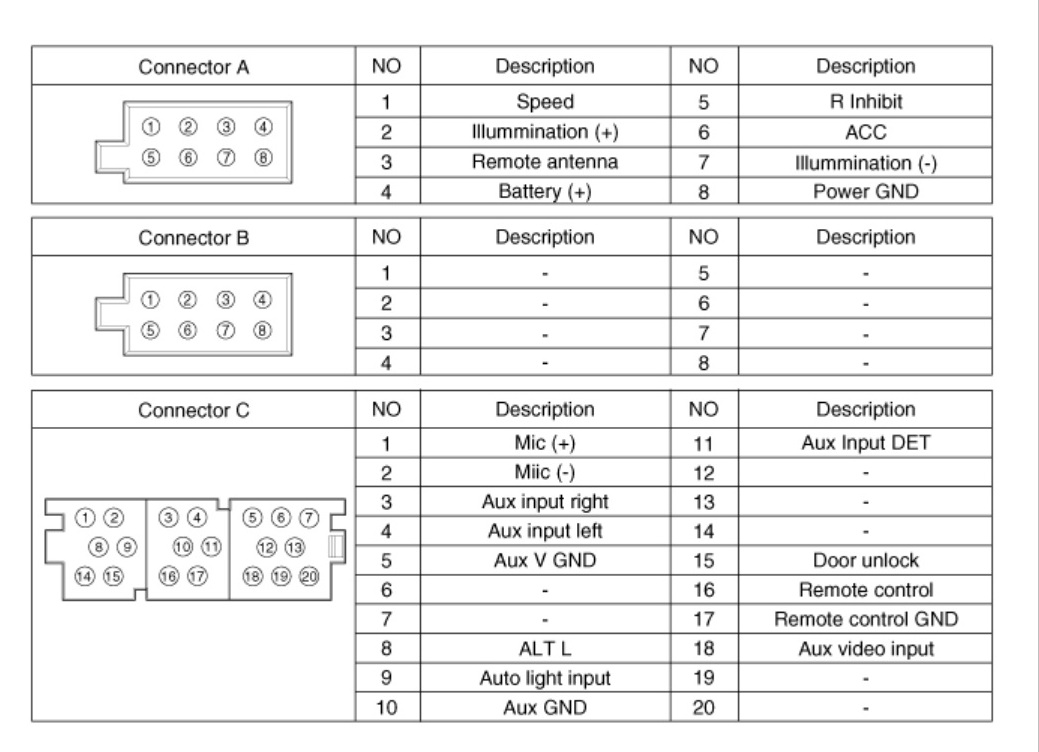 Connector A NO Description NO Description
1 Speed 5 R Inhibit
2 Illummination (+) 6 ACC
3 Remote antenna 7 Illummination (-)
4 Battery (+) 8 Power GND
1 2 3 4
5 6 7 8
Connector B NO Description NO Description
1 - 5 -
2 - 6 -
3 - 7 -
4 - 8 -
1 2 3 4
5 6 7 8
Connector C NO Description NO Description
1 Mic (+) 11 Aux Input DET
2 Miic (-) 12 -
3 Aux input right 13 -
4 Aux input left 14 -
5 Aux V GND 15 Door unlock
6 - 16 Remote control
7 - 17 Remote control GND
8 ALT L 18 Aux video input
9 Auto light input 19 -
10 Aux GND 20 -
1 2 3 4 5 6 7
8 9 10 11 12 13
14 15 16 17 18 19 20